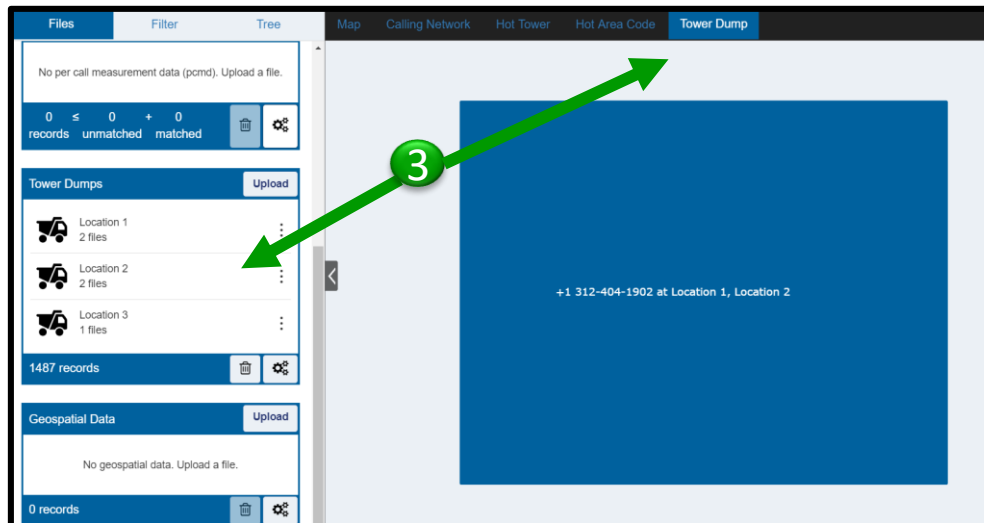 Files Filter Tree Map Calling Network Hot Tower Hot Area Code Tower Dump
No per call measurement data (pcmd). Upload a file.
0 ≤ 0 + 0
records unmatched matched
3
Tower Dumps Upload
Location 1
2 files
Location 2
2 files
Location 3
1 files
1487 records
+1 312-404-1902 at Location 1, Location 2
Geospatial Data Upload
No geospatial data. Upload a file.
0 records